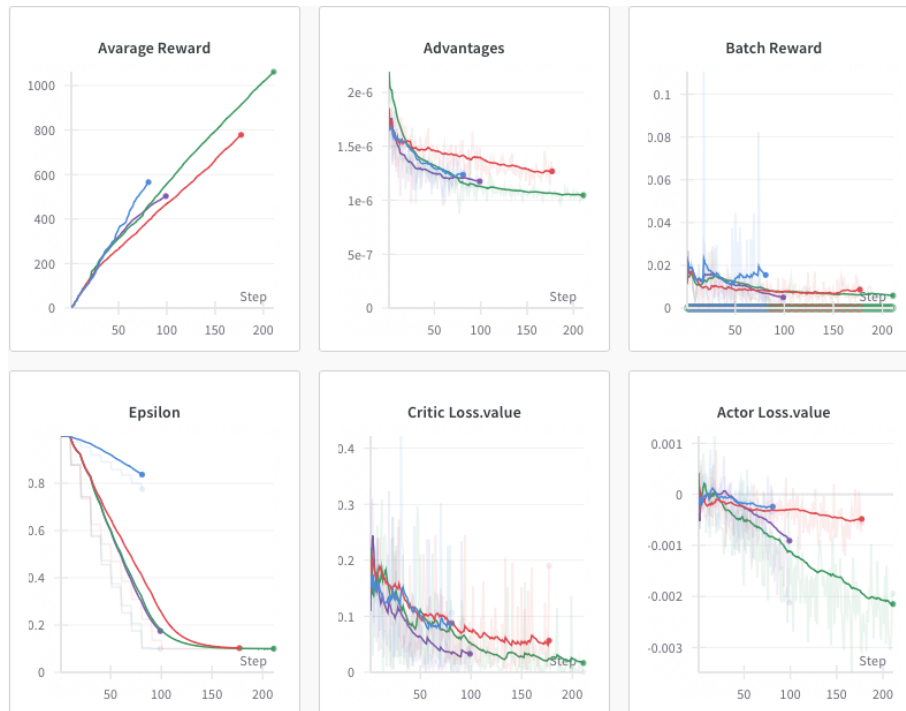 Avarage Reward
1000
800
600
400
200
0
Step
50 100 150 200
Advantages
2e-6
1.5e-6
1e-6
5e-7
0
Step
50 100 150 200
Batch Reward
0.1
0.08
0.06
0.04
0.02
0
Step
50 100 150 200
Epsilon
0.8
0.6
0.4
0.2
0
Step
50 100 150 200
Critic Loss.value
0.4
0.3
0.2
0.1
0
Step
50 100 150 200
Actor Loss.value
0.001
0
-0.001
-0.002
-0.003
Step
50 100 150 200